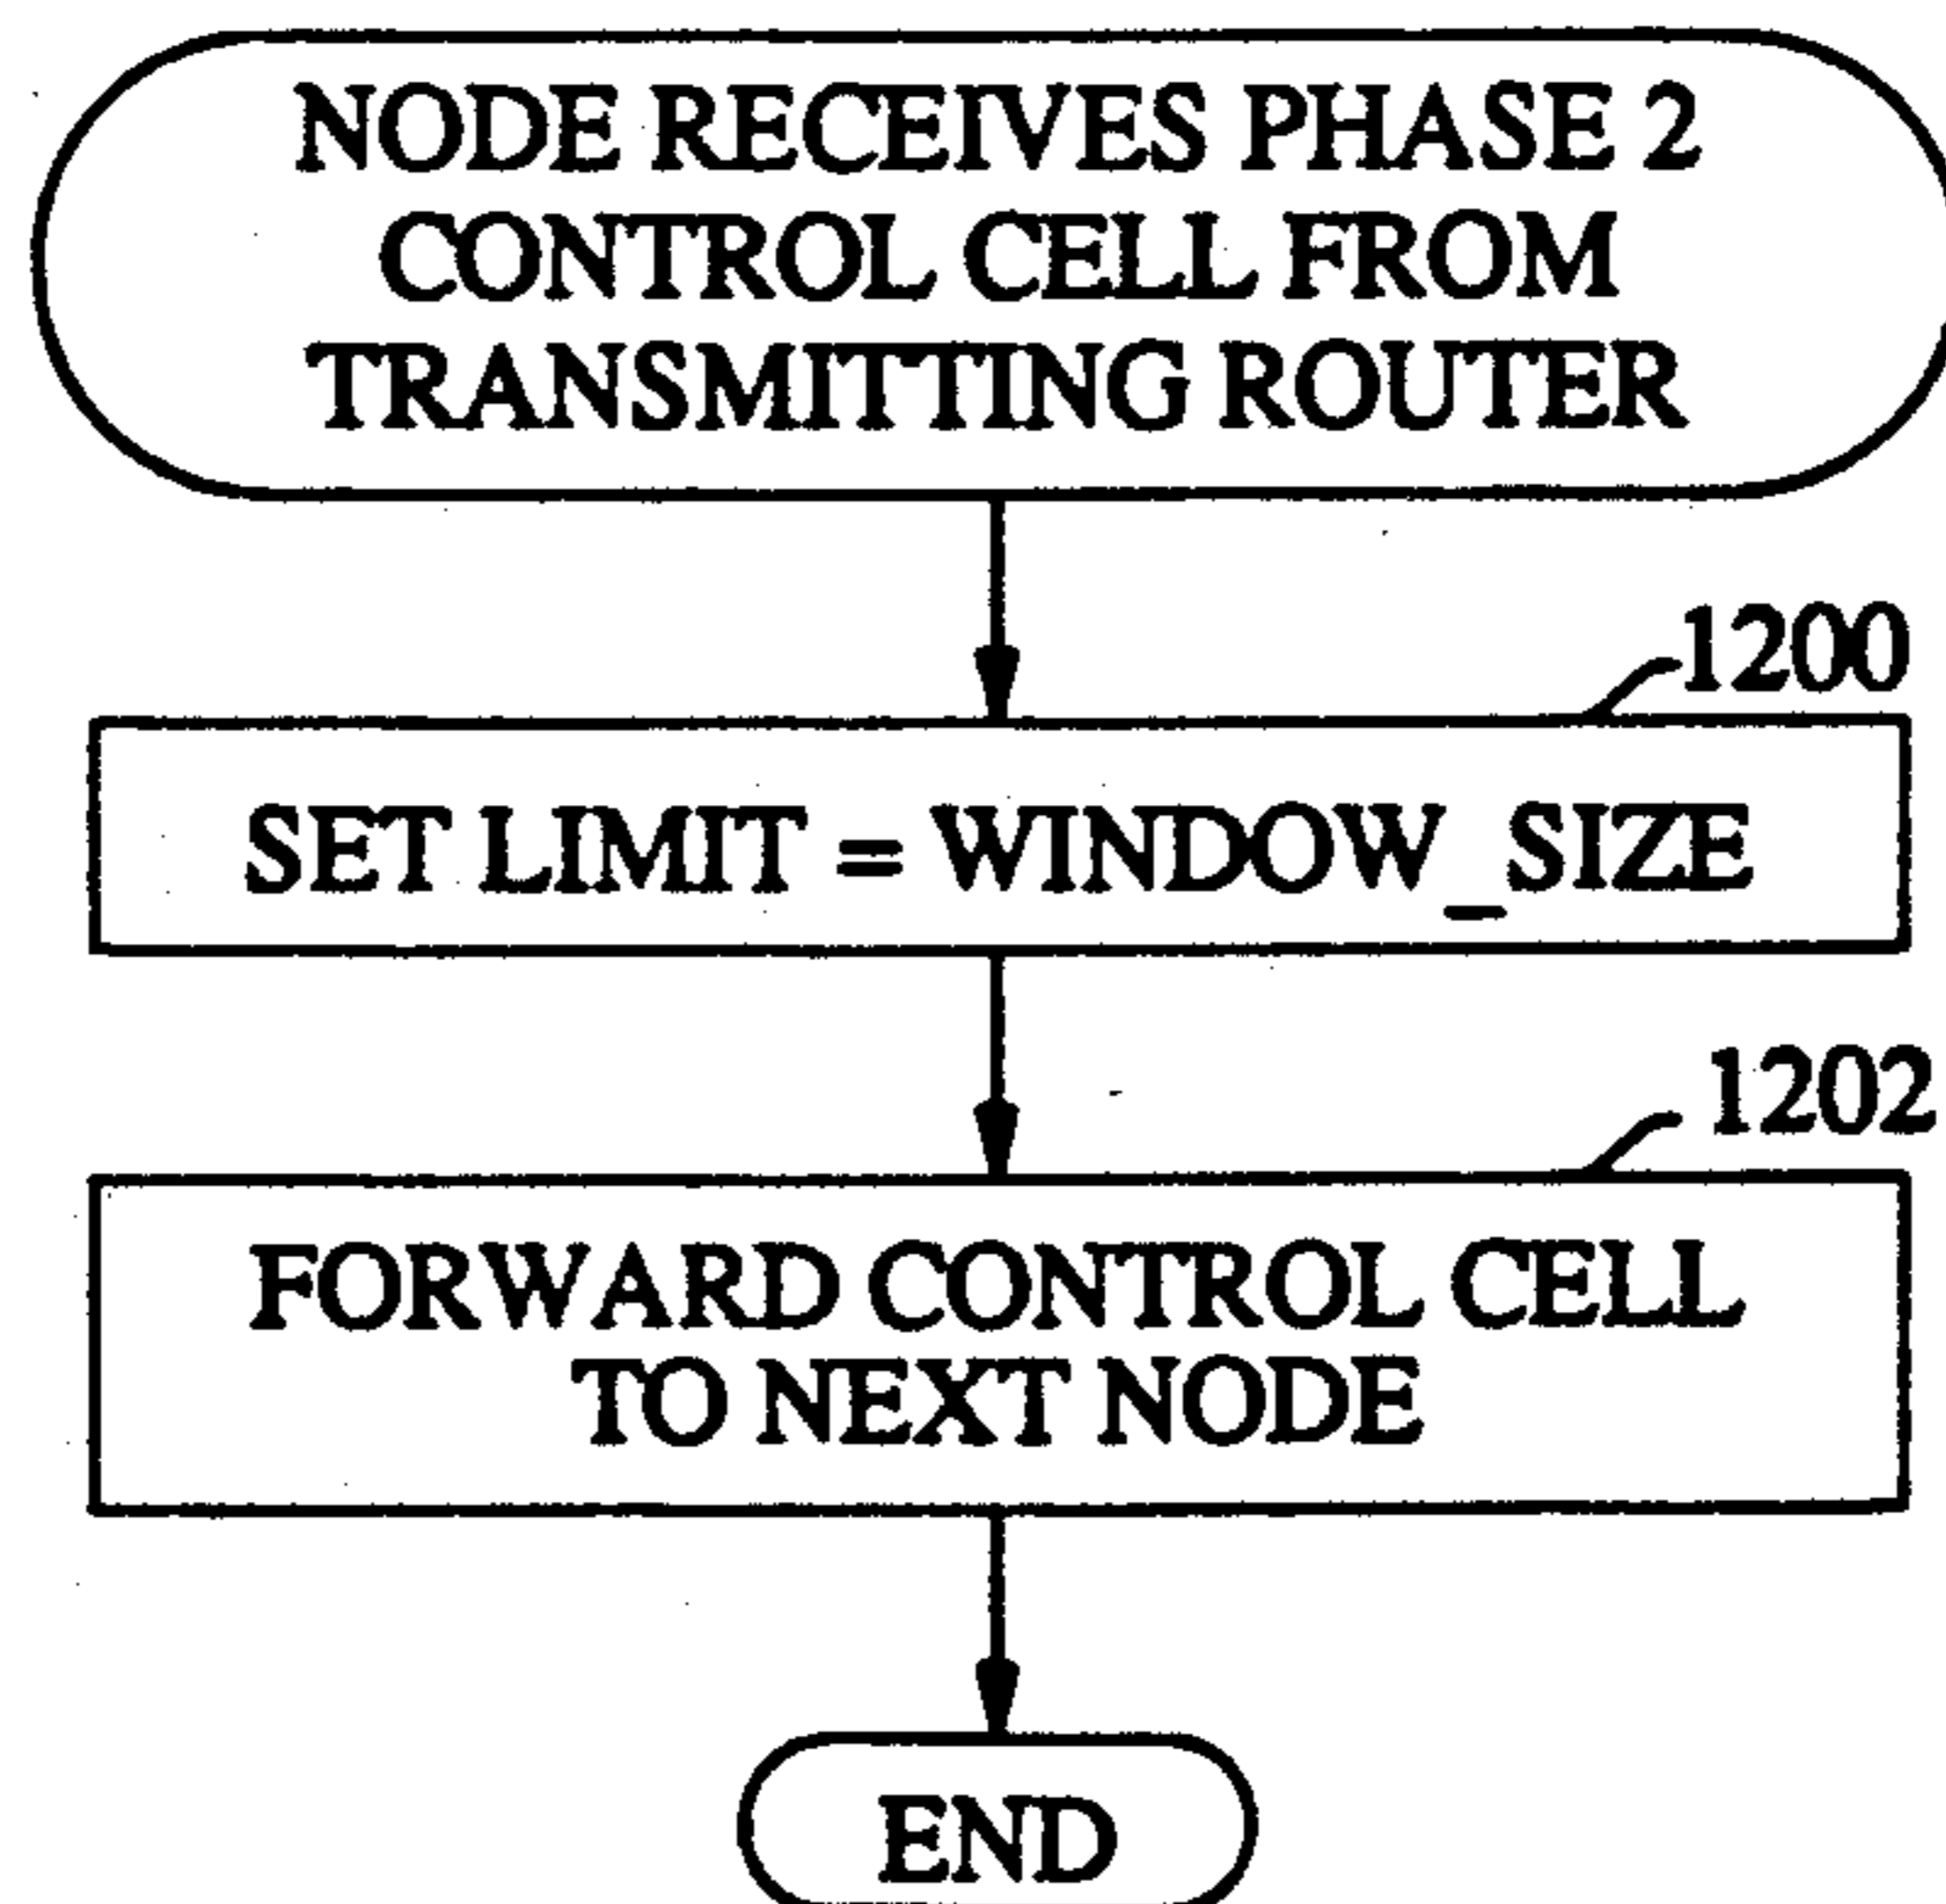 NODE RECEIVES PHASE 2
CONTROL CELL FROM
TRANSMITTING ROUTER
1200
SET LIMIT = WINDOW_SIZE
1202
FORWARD CONTROL CELL
TO NEXT NODE
END